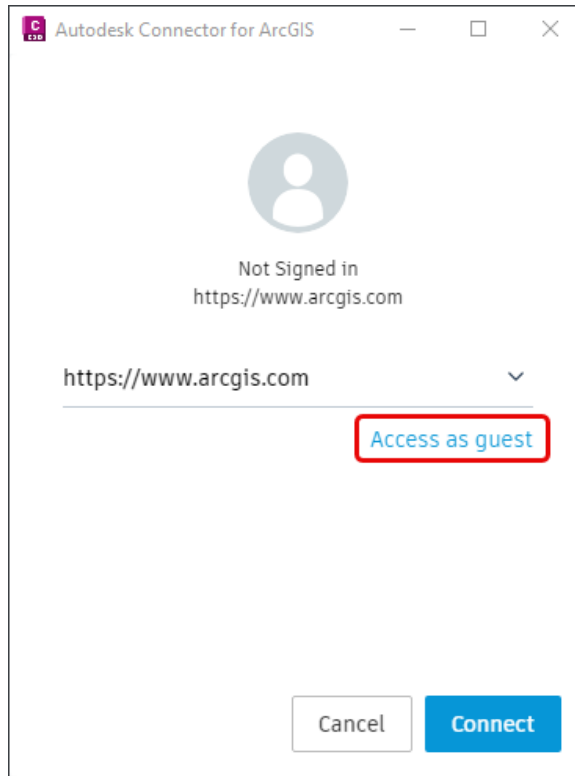 C
C3D
Autodesk Connector for ArcGIS
Not Signed in
https://www.arcgis.com
https://www.arcgis.com
Access as guest
Cancel
Connect